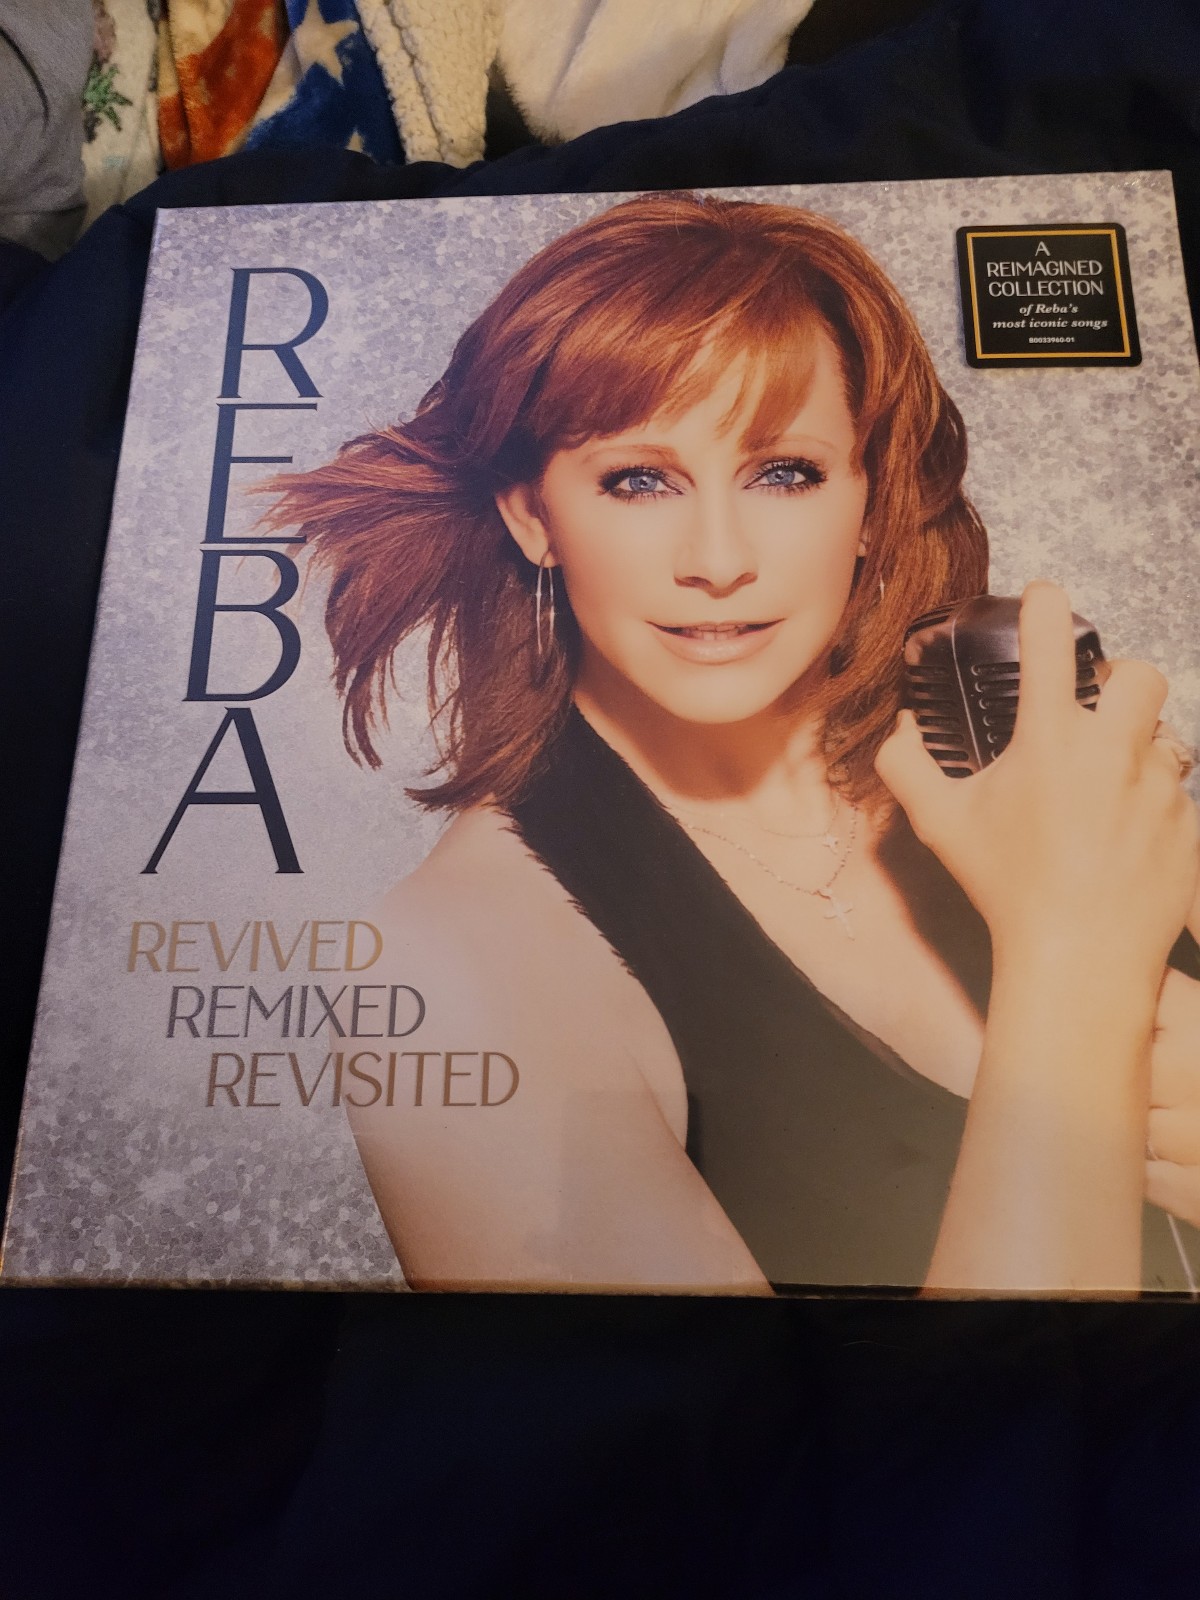 REBA
REVIVED
REMIXED
REVISITED
A
REIMAGINED
COLLECTION
of Reba's
most iconic songs
B0033960-01